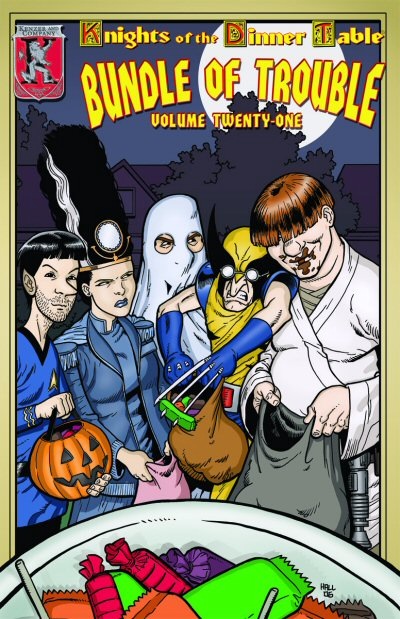 Kenzer and Company
Knights of the Dinner Table
BUNDLE OF TROUBLE
VOLUME TWENTY-ONE
HALL
06